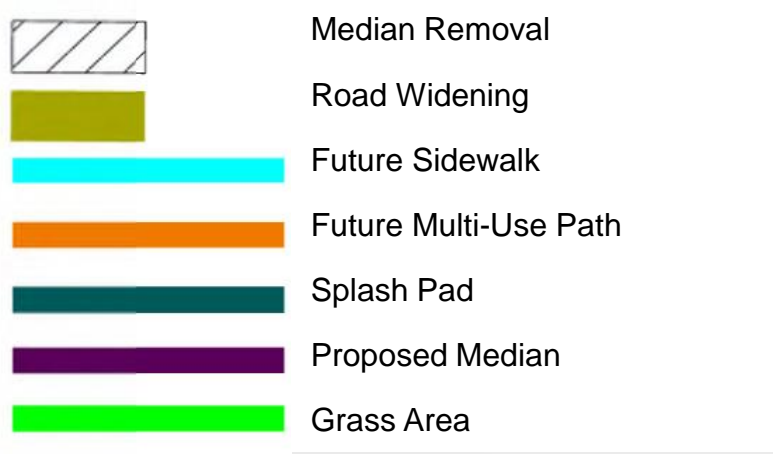 Median Removal
Road Widening
Future Sidewalk
Future Multi-Use Path
Splash Pad
Proposed Median
Grass Area